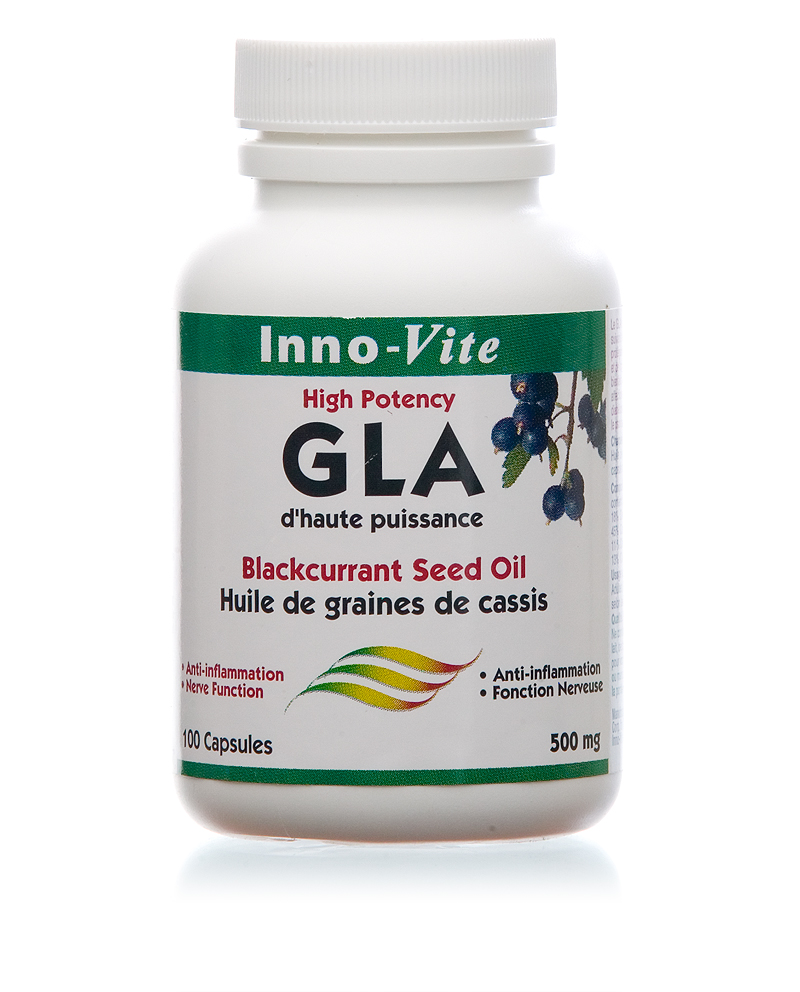 Inno-Vite
High Potency
GLA
d'haute puissance
Blackcurrant Seed Oil
Huile de graines de cassis
• Anti-inflammation
• Nerve Function
• Anti-inflammation
• Fonction Nerveuse
100 Capsules
500 mg